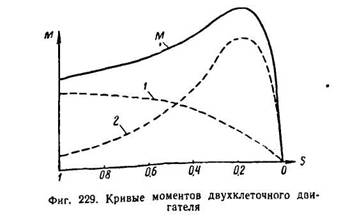 М
М
1
2
1 0,8 0,6 0,4 0,2 0 S
Фиг. 229. Кривые моментов двухклеточного дви-
гателя